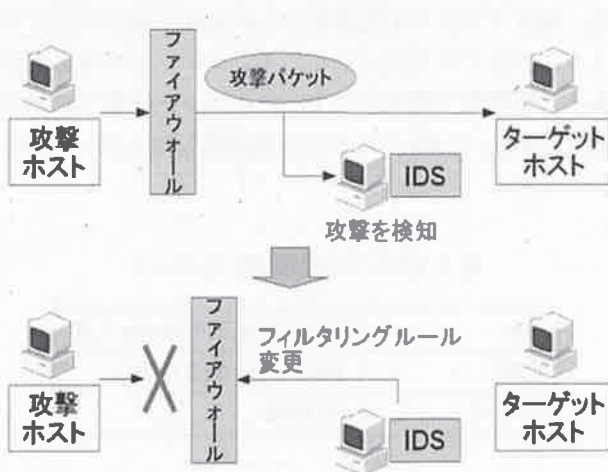 ファイアウォール
攻撃パケット
攻撃
ホスト
IDS
ターゲット
ホスト
攻撃を検知
ファイアウォール
フィルタリングルール
変更
攻撃
ホスト
IDS
ターゲット
ホスト